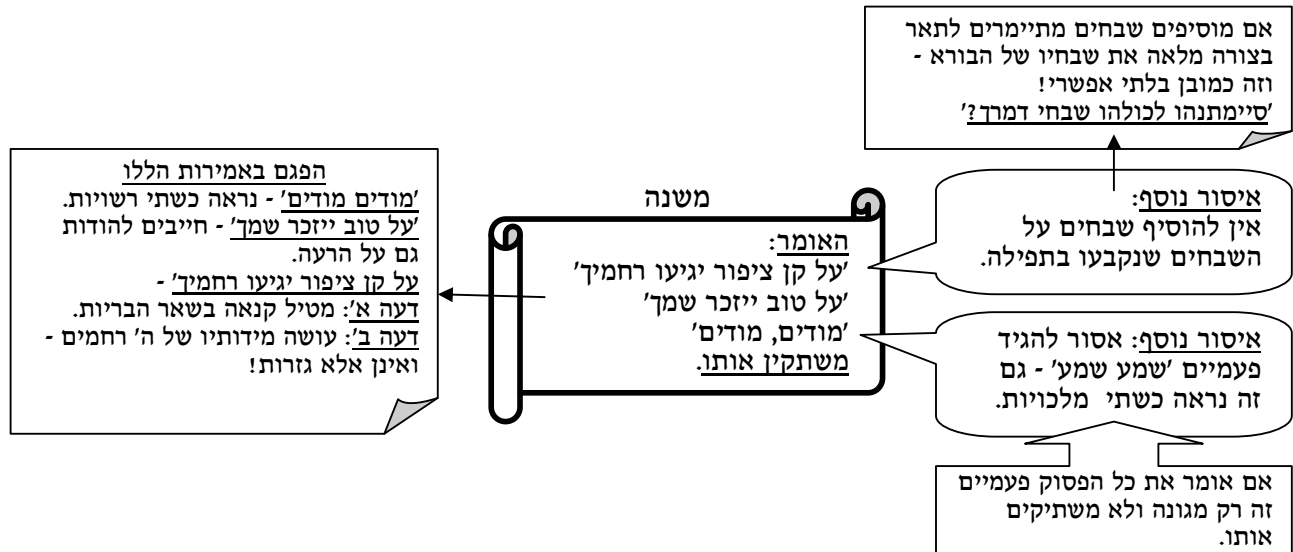 אם מוסיפים שבחים מתיימרים לתאר
בצורה מלאה את שבחיו של הבורא -
וזה כמובן בלתי אפשרי!
'סיימתנהו לכולהו שבחי דמרך?'
איסור נוסף:
אין להוסיף שבחים על
השבחים שנקבעו בתפילה.
משנה
האומר:
'על קן ציפור יגיעו רחמיך'
'על טוב ייזכר שמך'
'מודים, מודים'
משתקין אותו.
הפגם באמירות הללו
'מודים מודים' - נראה כשתי רשויות.
'על טוב ייזכר שמך' - חייבים להודות
גם על הרעה.
על קן ציפור יגיעו רחמיך' -
דעה א': מטיל קנאה בשאר הבריות.
דעה ב': עושה מידותיו של ה' רחמים -
ואינן אלא גזרות!
איסור נוסף: אסור להגיד
פעמיים 'שמע שמע' - גם
זה נראה כשתי מלכויות.
אם אומר את כל הפסוק פעמיים
זה רק מגונה ולא משתיקים
אותו.